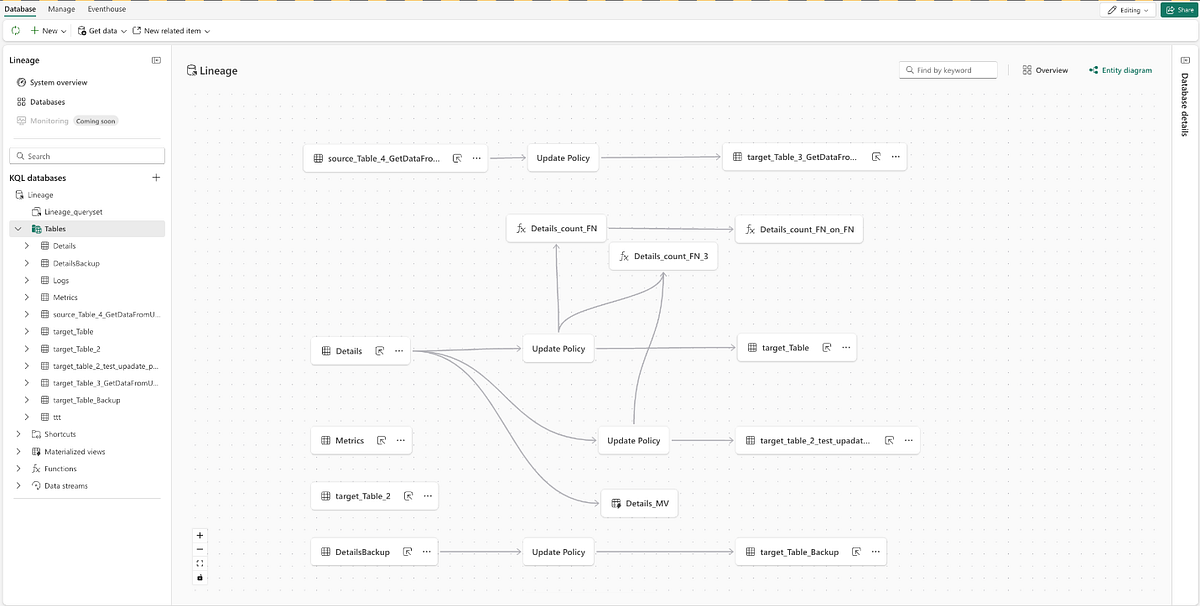 Database Manage Eventhouse
Editing
Share
New
Get data
New related item
Lineage
System overview
Databases
Monitoring Coming soon
Search
KQL databases
Lineage
Lineage_queryset
Tables
Details
DetailsBackup
Logs
Metrics
source_Table_4_GetDataFromU...
target_Table
target_Table_2
target_table_2_test_upadate_p...
target_Table_3_GetDataFromU...
target_Table_Backup
ttt
Shortcuts
Materialized views
Functions
Data streams
Lineage
Find by keyword
Overview
Entity diagram
source_Table_4_GetDataFro...
Update Policy
target_Table_3_GetDataFro...
Details_count_FN
Details_count_FN_on_FN
Details_count_FN_3
Details
Update Policy
target_Table
Metrics
Update Policy
target_table_2_test_upadat...
target_Table_2
Details_MV
DetailsBackup
Update Policy
target_Table_Backup
Database details